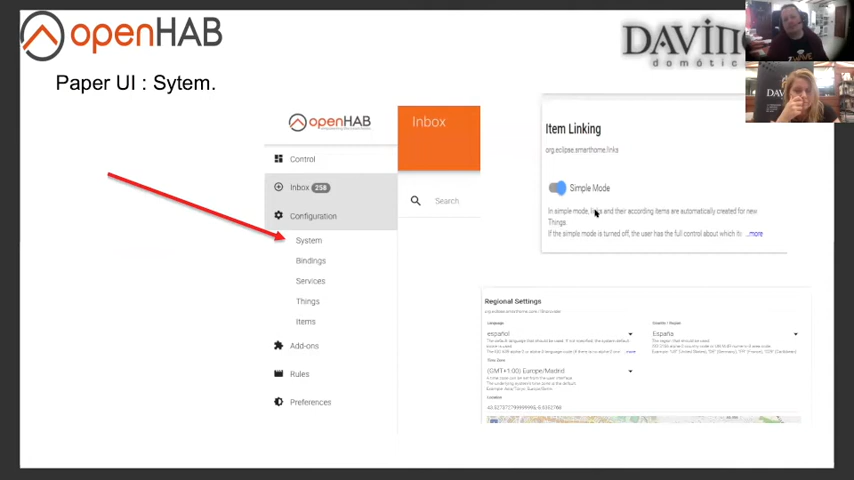 openHAB
DAVIN
domótic
Paper UI : Sytem.
openHAB
Control
Inbox 258
Configuration
System
Bindings
Services
Things
Items
Add-ons
Rules
Preferences
Inbox
Search
Item Linking
org.eclipse.smarthome.links
Simple Mode
In simple mode, links and their according items are automatically created for new
Things.
If the simple mode is turned off, the user has the full control about which it
...more
Regional Settings
Language
español
Country / Region
España
Time Zone
(GMT+1:00) Europe/Madrid
Location